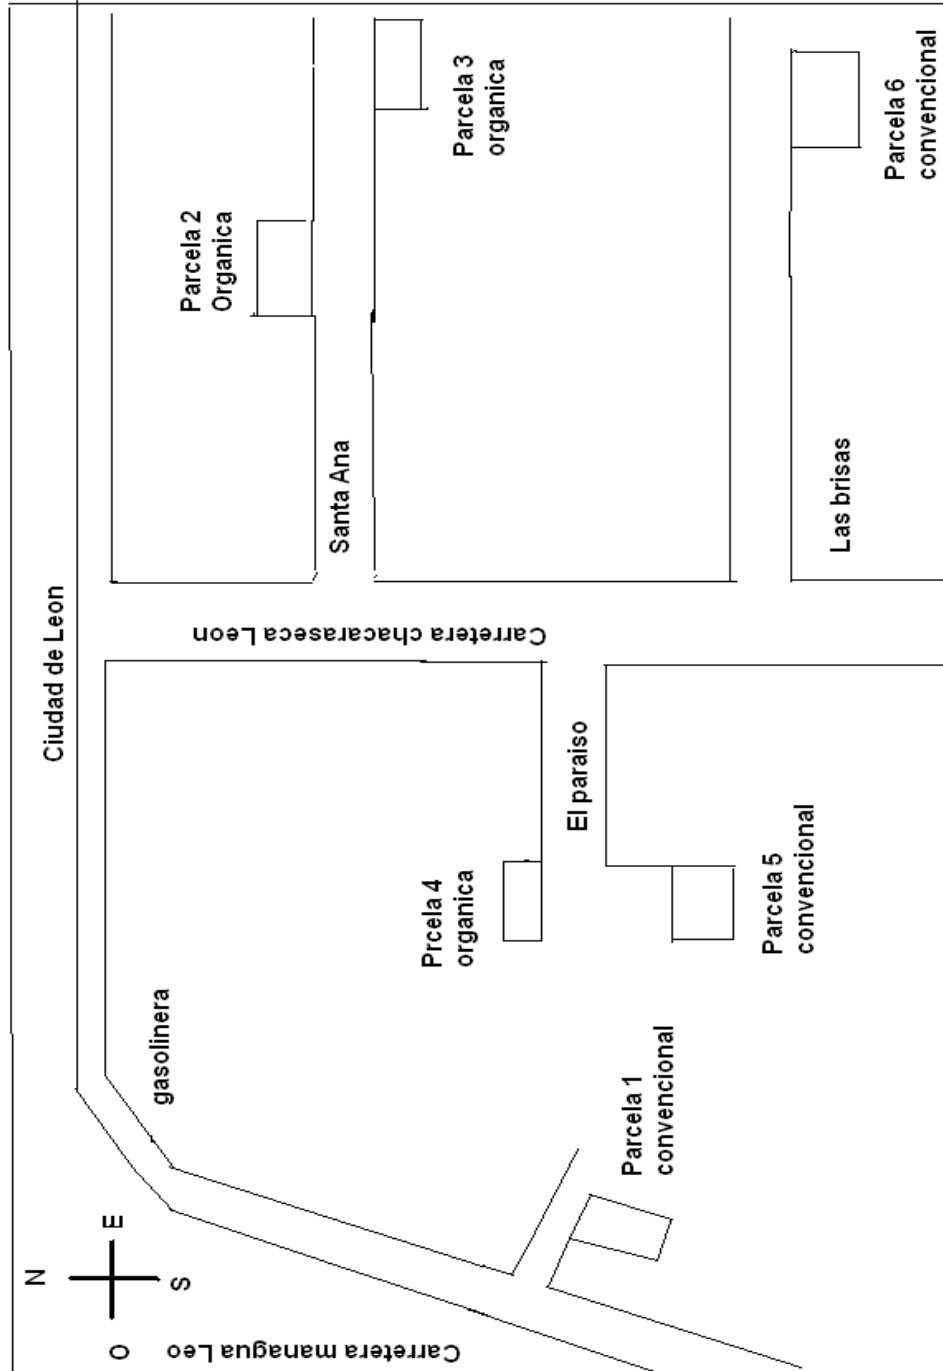 Ciudad de Leon
N
E
S
O
Carretera managua Leo
gasolinera
Carretera chacaraseca Leon
Santa Ana
Parcela 2
Organica
Parcela 3
organica
Parcela 6
convencional
Las brisas
El paraiso
Prcela 4
organica
Parcela 5
convencional
Parcela 1
convencional